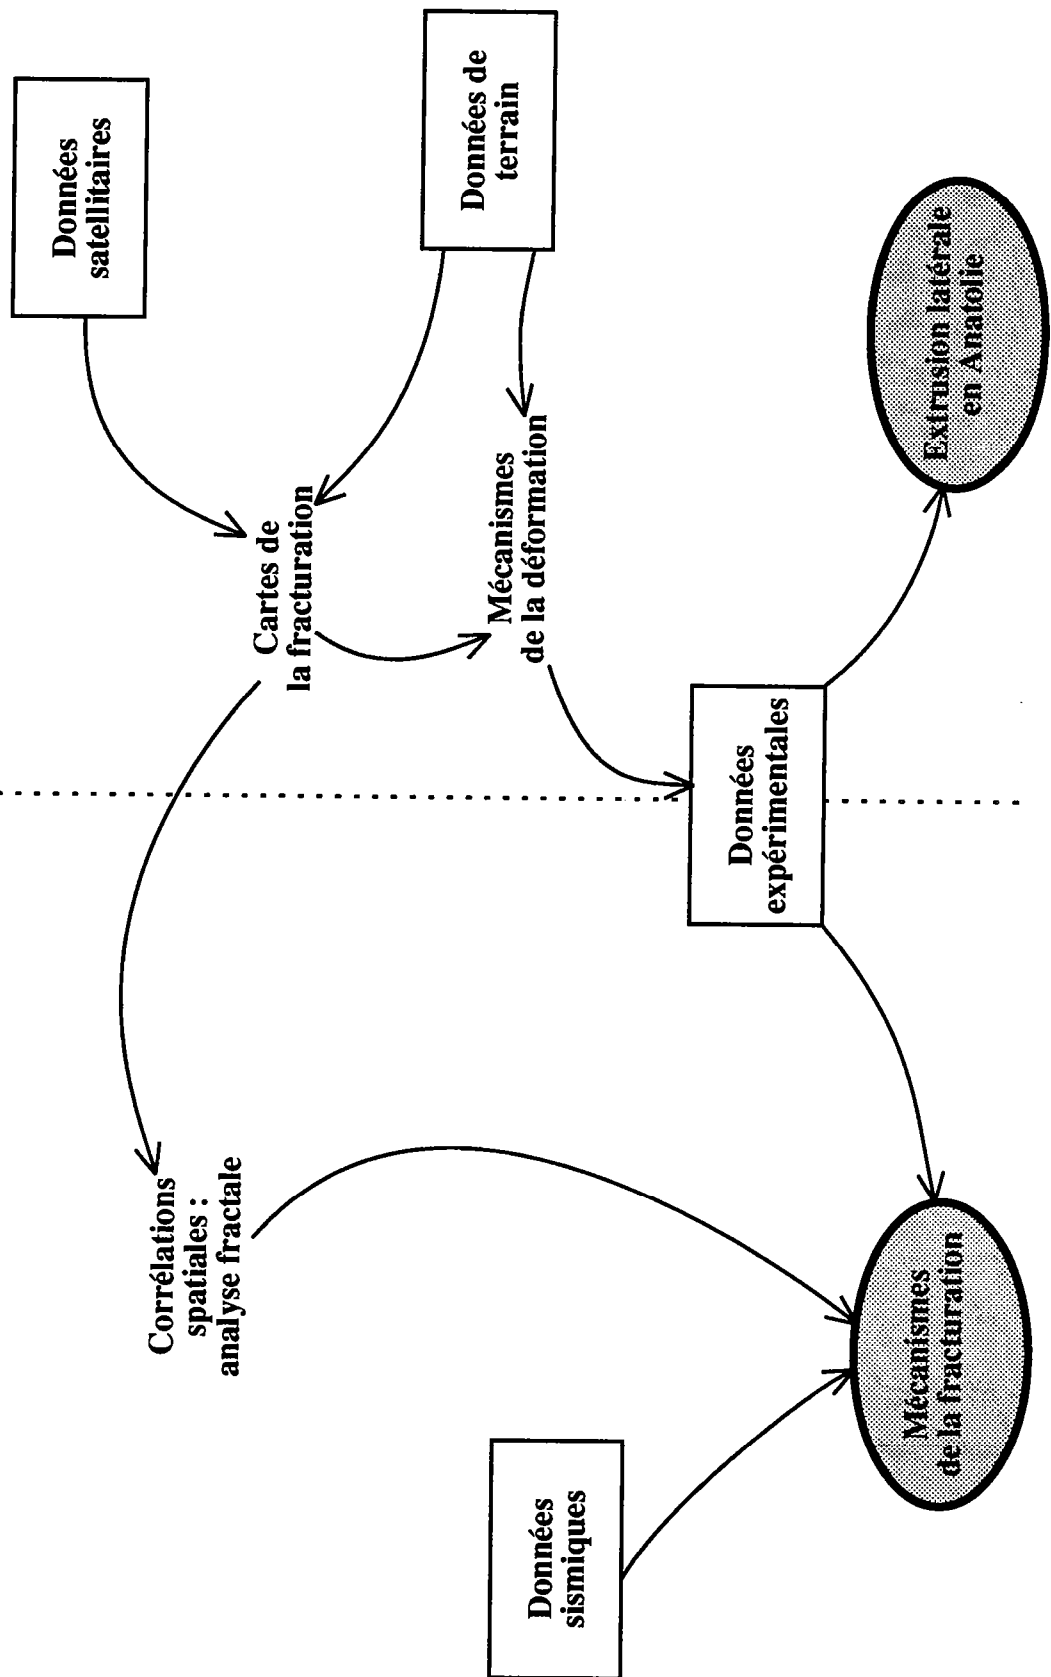 Données
satellitaires
Données de
terrain
Cartes de
la fracturation
Mécanismes
de la déformation
Corrélations
spatiales :
analyse fractale
Données
expérimentales
Données
sismiques
Mécanismes
de la fracturation
Extrusion latérale
en Anatolie